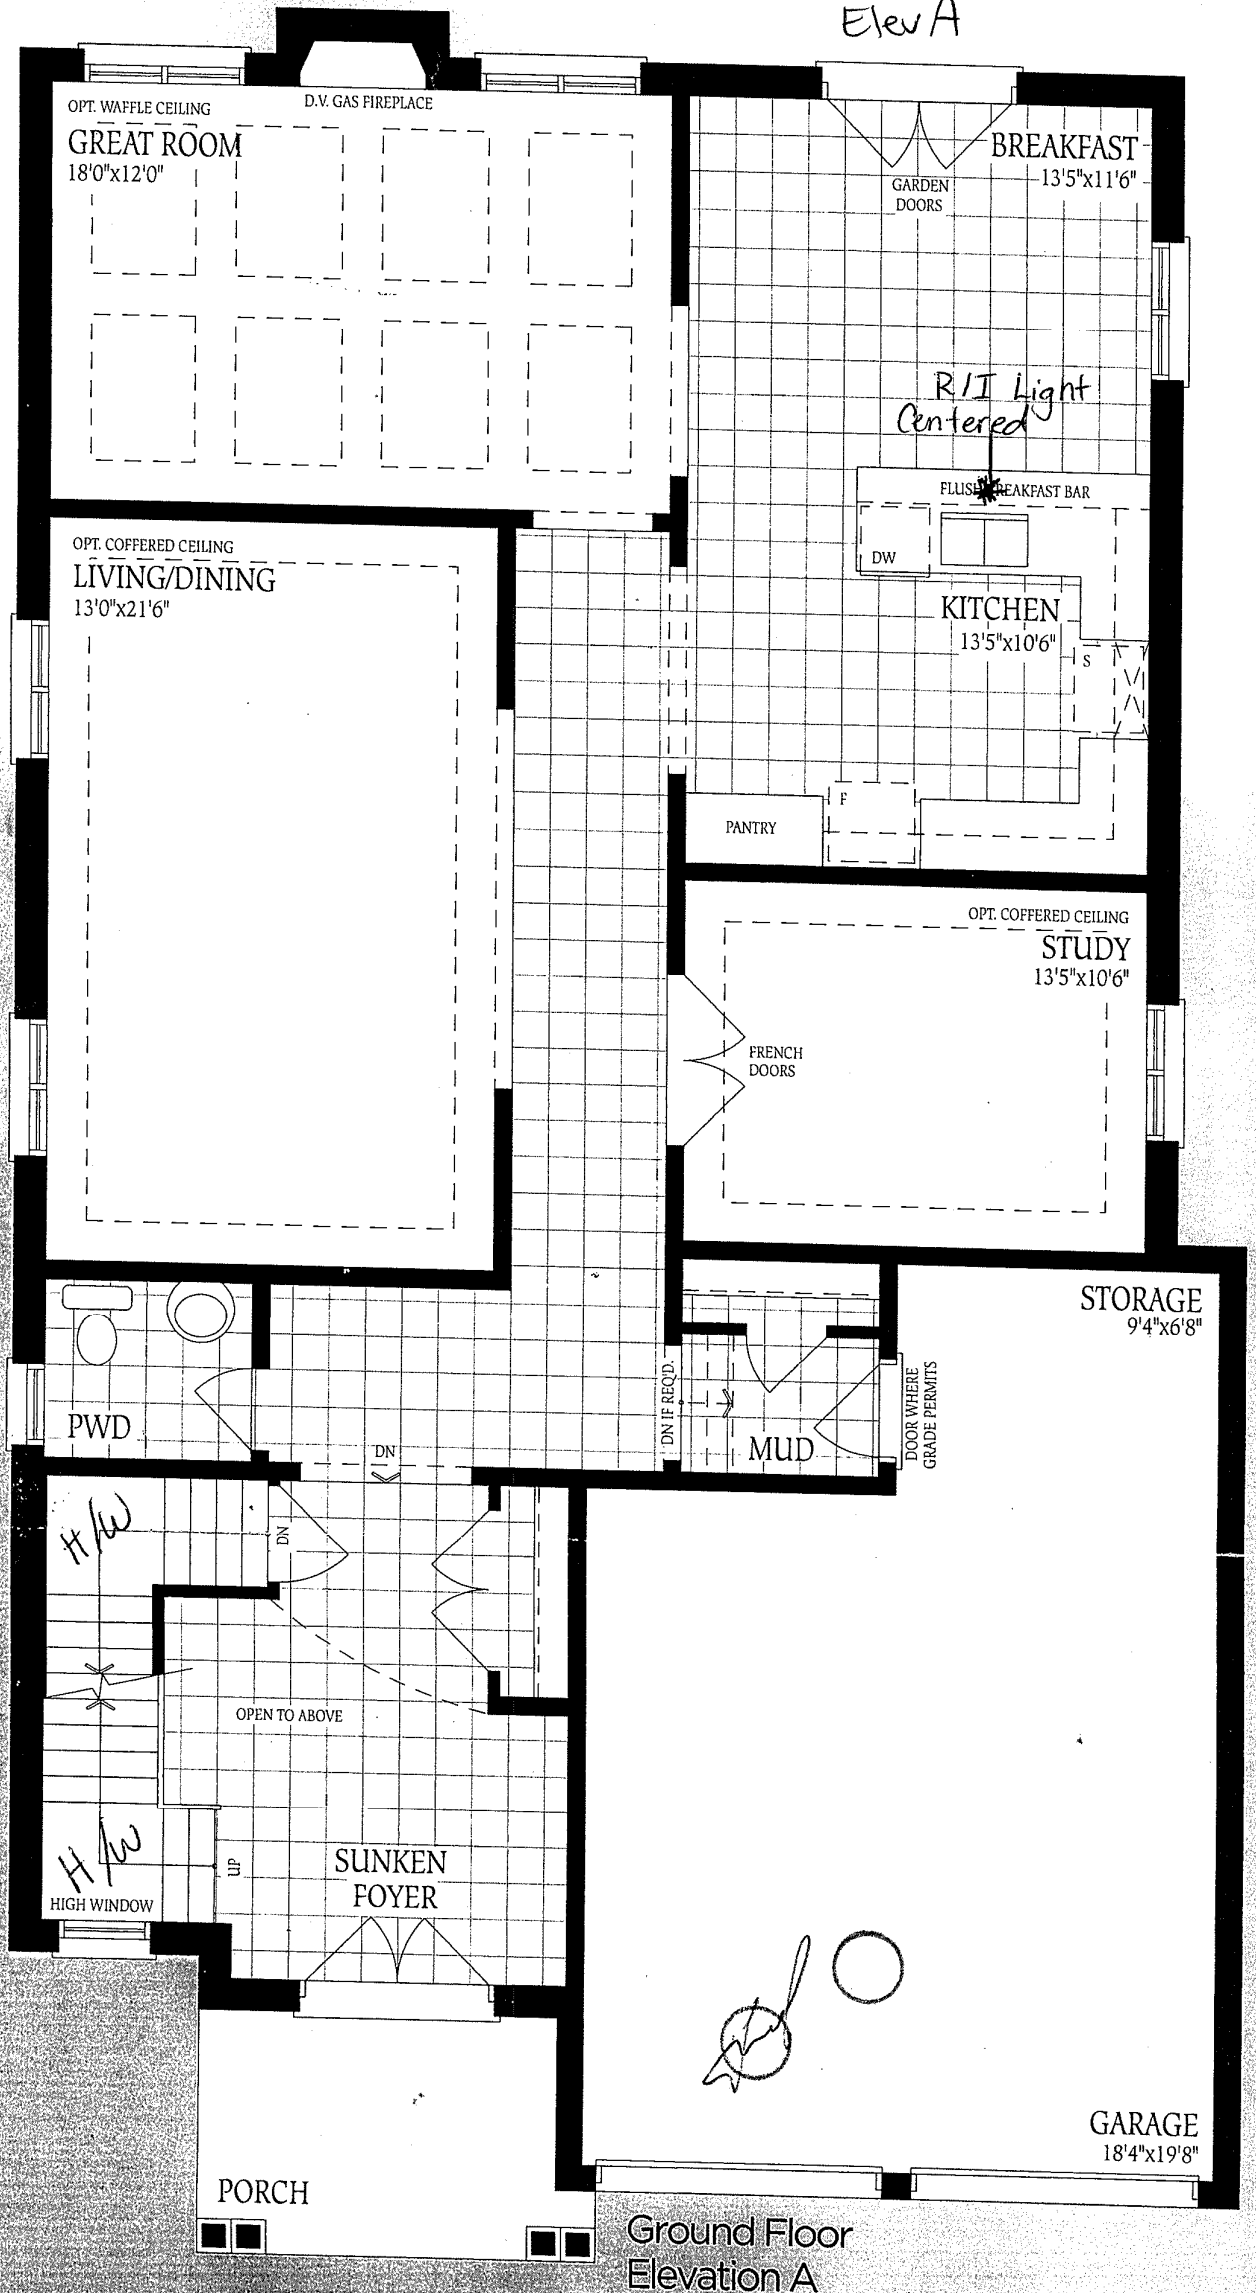 Elev A
D.V. GAS FIREPLACE
OPT. WAFFLE CEILING
GREAT ROOM
18'0"x12'0"
BREAKFAST
13'5"x11'6"
GARDEN
DOORS
R/I Light
Centered
FLUSH BREAKFAST BAR
DW
KITCHEN
13'5"x10'6"
S
F
PANTRY
OPT. COFFERED CEILING
LIVING/DINING
13'0"x21'6"
OPT. COFFERED CEILING
STUDY
13'5"x10'6"
FRENCH
DOORS
STORAGE
9'4"x6'8"
DN IF REQ'D.
MUD
DOOR WHERE
GRADE PERMITS
PWD
DN
H/W
DN
OPEN TO ABOVE
H/W
UP
HIGH WINDOW
SUNKEN
FOYER
GARAGE
18'4"x19'8"
PORCH
Ground Floor
Elevation A